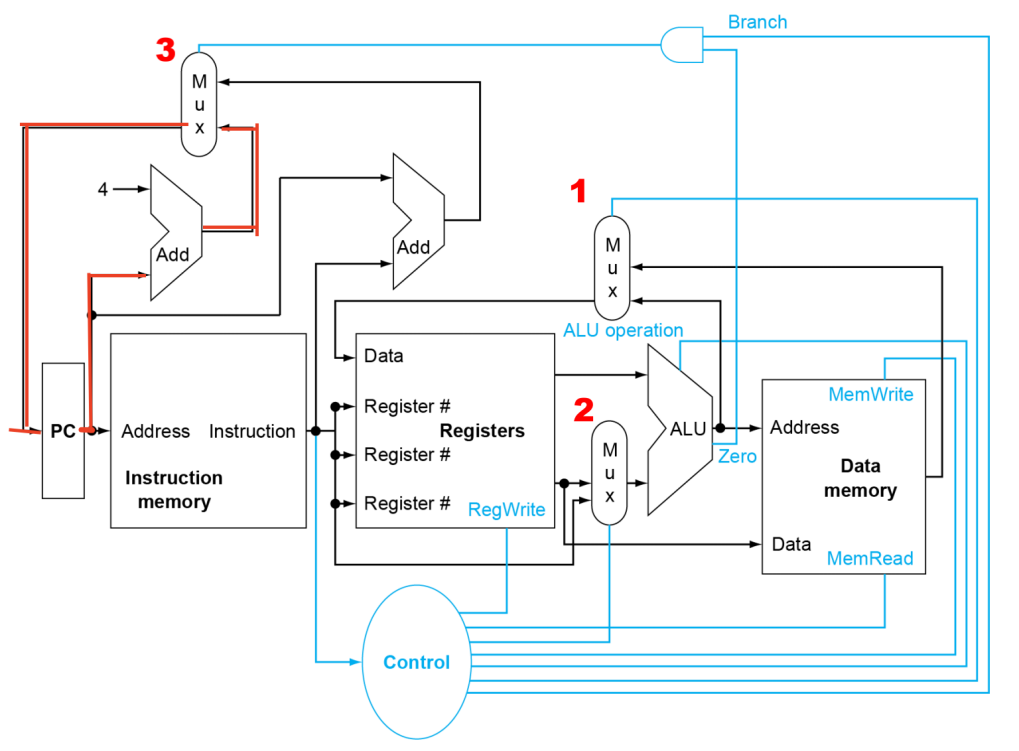 Branch
3
M
u
x
4
Add
Add
1
M
u
x
ALU operation
Data
Register #
Register #
Register #
Registers
RegWrite
2
M
u
x
ALU
Zero
MemWrite
Address
Data
memory
Data
MemRead
PC
Address
Instruction
Instruction
memory
Control